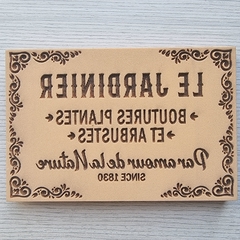 LE JARDINIER
BOUTURES PLANTES
ET ARBUSTES
Par amour de la Nature
SINCE 1830